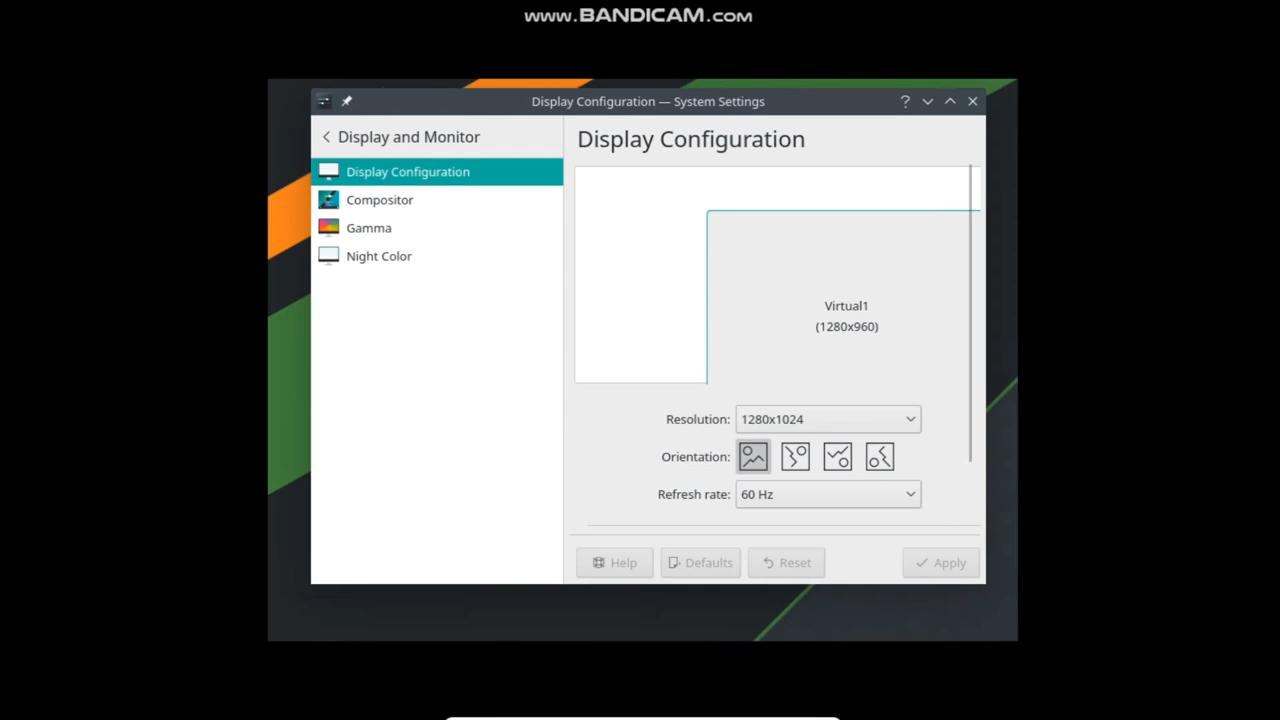 www.BANDICAM.com
Display Configuration — System Settings
Display and Monitor
Display Configuration
Compositor
Gamma
Night Color
Display Configuration
Virtual1
(1280x960)
Resolution: 1280x1024
Orientation:
Refresh rate: 60 Hz
Help Defaults Reset Apply